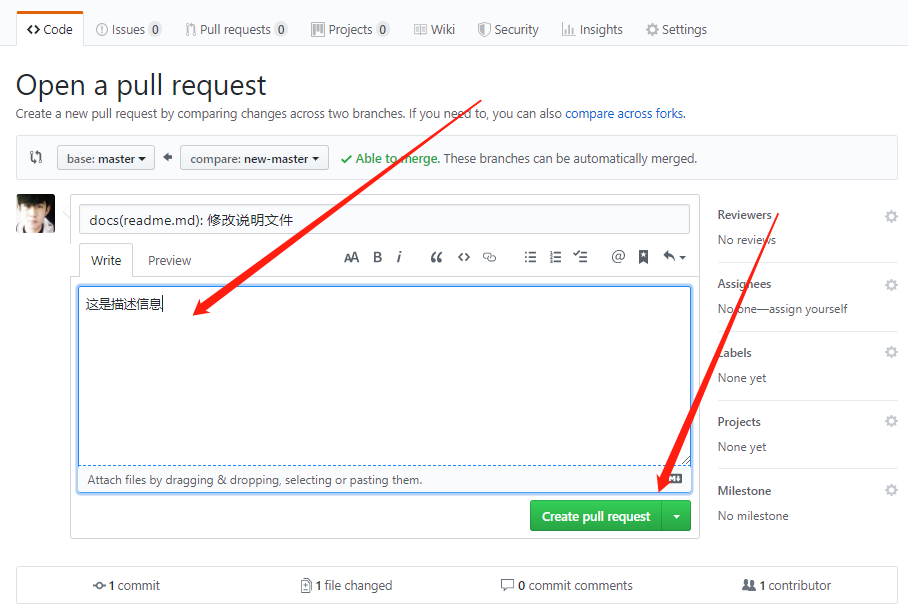 Code Issues 0 Pull requests 0 Projects 0 Wiki Security Insights Settings
Open a pull request
Create a new pull request by comparing changes across two branches. If you need to, you can also compare across forks.
base: master compare: new-master Able to merge. These branches can be automatically merged.
docs(readme.md): 修改说明文件
Write Preview AA B i @
这是描述信息
Attach files by dragging & dropping, selecting or pasting them.
Create pull request
Reviewers
No reviews
Assignees
No one—assign yourself
Labels
None yet
Projects
None yet
Milestone
No milestone
1 commit 1 file changed 0 commit comments 1 contributor